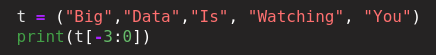 t = ("Big","Data","Is", "Watching", "You")
print(t[-3:0])